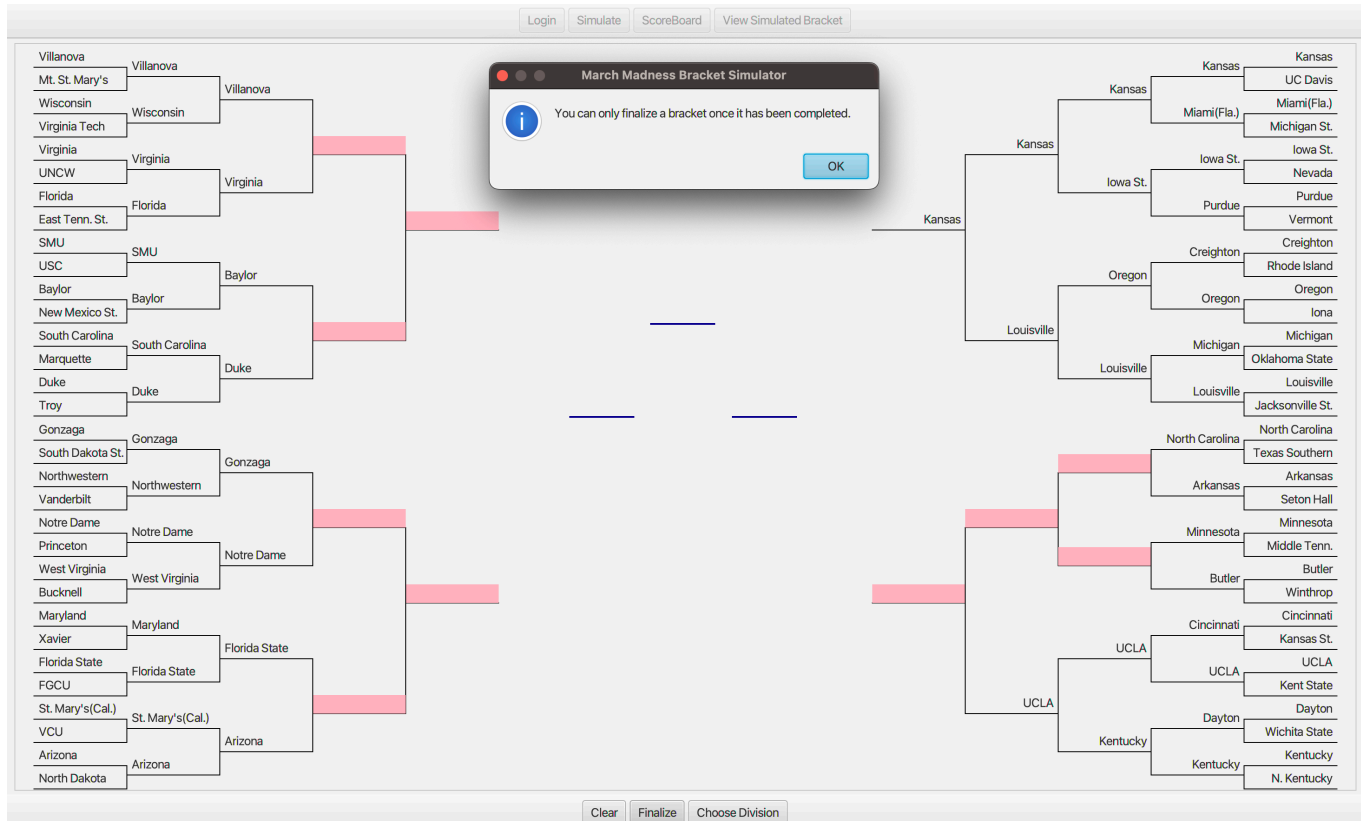 Login Simulate ScoreBoard View Simulated Bracket
March Madness Bracket Simulator
You can only finalize a bracket once it has been completed.
OK
Villanova
Mt. St. Mary's
Wisconsin
Virginia Tech
Virginia
UNCW
Florida
East Tenn. St.
SMU
USC
Baylor
New Mexico St.
South Carolina
Marquette
Duke
Troy
Gonzaga
South Dakota St.
Northwestern
Vanderbilt
Notre Dame
Princeton
West Virginia
Bucknell
Maryland
Xavier
Florida State
FGCU
St. Mary's(Cal.)
VCU
Arizona
North Dakota
Villanova
Wisconsin
Virginia
Florida
SMU
Baylor
South Carolina
Duke
Gonzaga
Northwestern
Notre Dame
West Virginia
Maryland
Florida State
St. Mary's(Cal.)
Arizona
Villanova
Virginia
Baylor
Duke
Gonzaga
Notre Dame
Florida State
Arizona
Kansas
Kansas
Louisville
UCLA
Kansas
Iowa St.
Oregon
Louisville
UCLA
Kentucky
Kansas
Miami(Fla.)
Iowa St.
Purdue
Creighton
Oregon
Michigan
Louisville
North Carolina
Arkansas
Minnesota
Butler
Cincinnati
UCLA
Dayton
Kentucky
Kansas
UC Davis
Miami(Fla.)
Michigan St.
Iowa St.
Nevada
Purdue
Vermont
Creighton
Rhode Island
Oregon
Iona
Michigan
Oklahoma State
Louisville
Jacksonville St.
North Carolina
Texas Southern
Arkansas
Seton Hall
Minnesota
Middle Tenn.
Butler
Winthrop
Cincinnati
Kansas St.
UCLA
Kent State
Dayton
Wichita State
Kentucky
N. Kentucky
Clear Finalize Choose Division